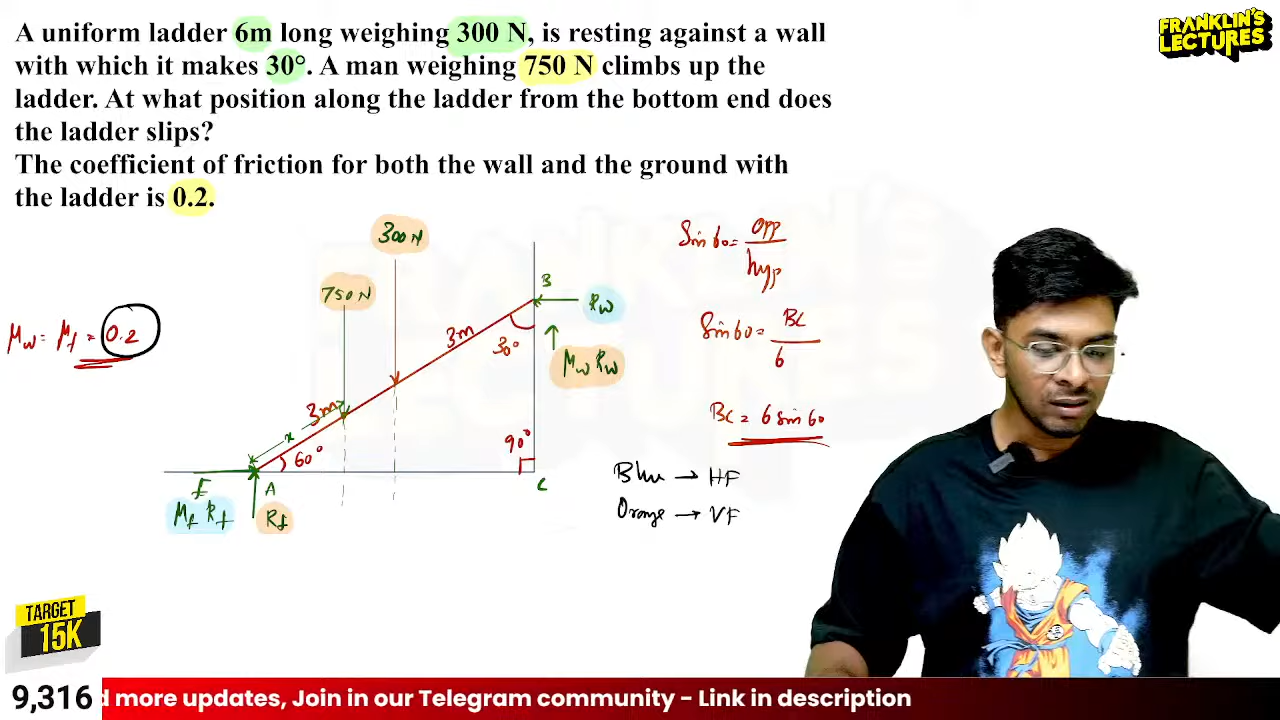 A uniform ladder 6m long weighing 300 N, is resting against a wall
with which it makes 30°. A man weighing 750 N climbs up the
ladder. At what position along the ladder from the bottom end does
the ladder slips?
The coefficient of friction for both the wall and the ground with
the ladder is 0.2.
FRANKLIN'S
LECTURES
300 N
750 N
μw = μf = 0.2
3m
3m
x
60°
30°
90°
A
B
C
Rw
μw Rw
μf Rf
Rf
Sin 60 = opp
hyp
Sin 60 = BC
6
BC = 6 sin 60
Blue → HF
Orange → VF
TARGET
15K
9,316
d more updates, Join in our Telegram community - Link in description